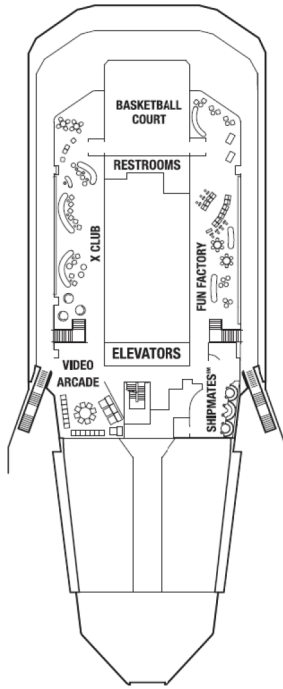 BASKETBALL
COURT
RESTROOMS
X CLUB
FUN FACTORY
ELEVATORS
VIDEO
ARCADE
SHIPMATES℠